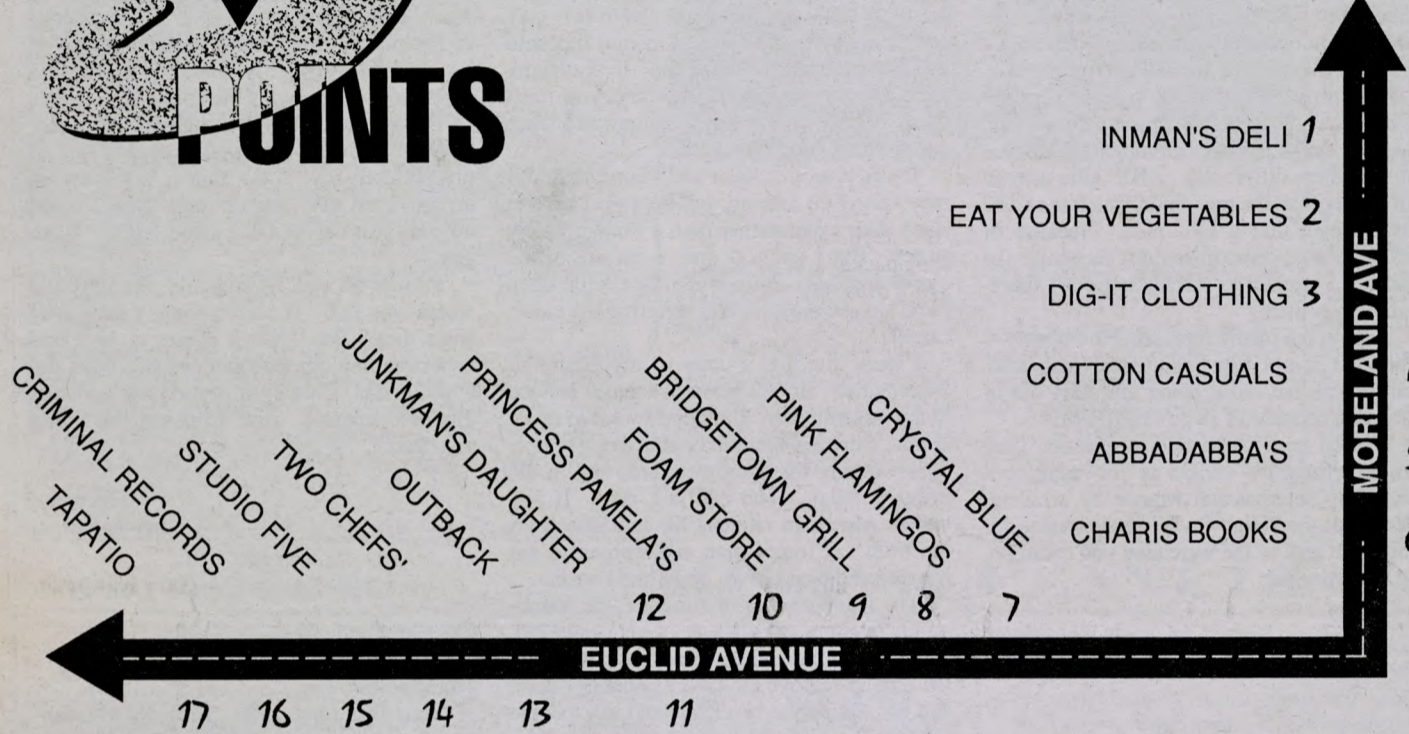 POINTS
INMAN'S DELI 1
EAT YOUR VEGETABLES 2
DIG-IT CLOTHING 3
COTTON CASUALS
ABBADABBA'S
CHARIS BOOKS
MORELAND AVE
TAPATIO
CRIMINAL RECORDS
STUDIO FIVE
TWO CHEFS'
OUTBACK
JUNKMAN'S DAUGHTER
PRINCESS PAMELA'S
FOAM STORE
BRIDGETOWN GRILL
PINK FLAMINGOS
CRYSTAL BLUE
12 10 9 8 7
EUCLID AVENUE
17 16 15 14 13 11